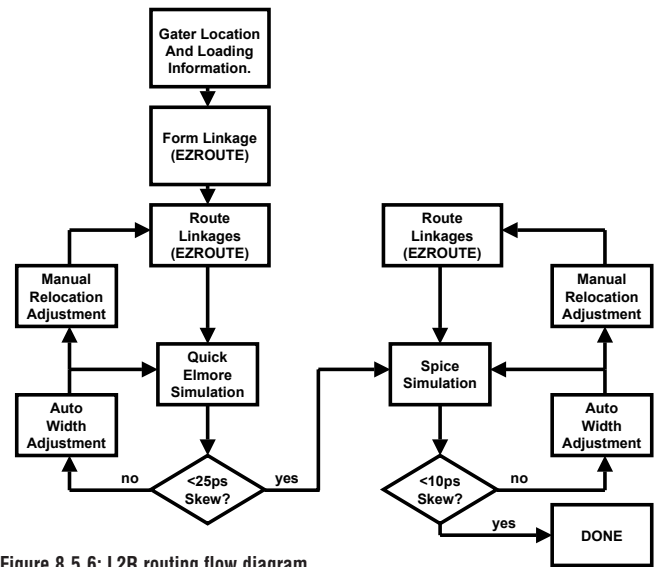 Gater Location
And Loading
Information.
Form Linkage
(EZROUTE)
Route
Linkages
(EZROUTE)
Manual
Relocation
Adjustment
Quick
Elmore
Simulation
Auto
Width
Adjustment
no
<25ps
Skew?
yes
Route
Linkages
(EZROUTE)
Manual
Relocation
Adjustment
Spice
Simulation
Auto
Width
Adjustment
<10ps
Skew?
no
yes
DONE
Figure 8.5.6: L2R routing flow diagram